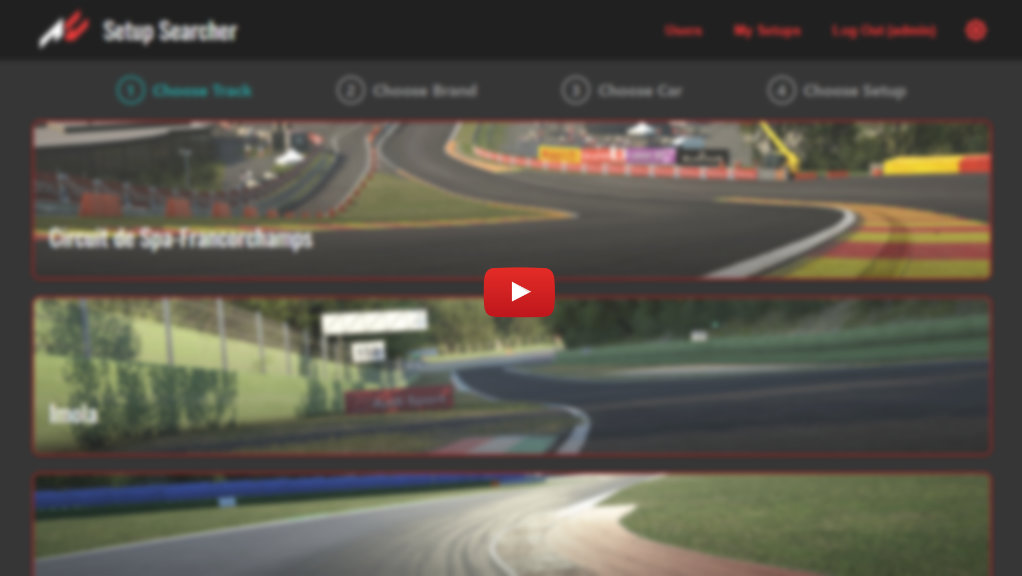 Setup Searcher
Users
My Setups
Log Out (admin)
1 Choose Track
2 Choose Brand
3 Choose Car
4 Choose Setup
Circuit de Spa-Francorchamps
Imola